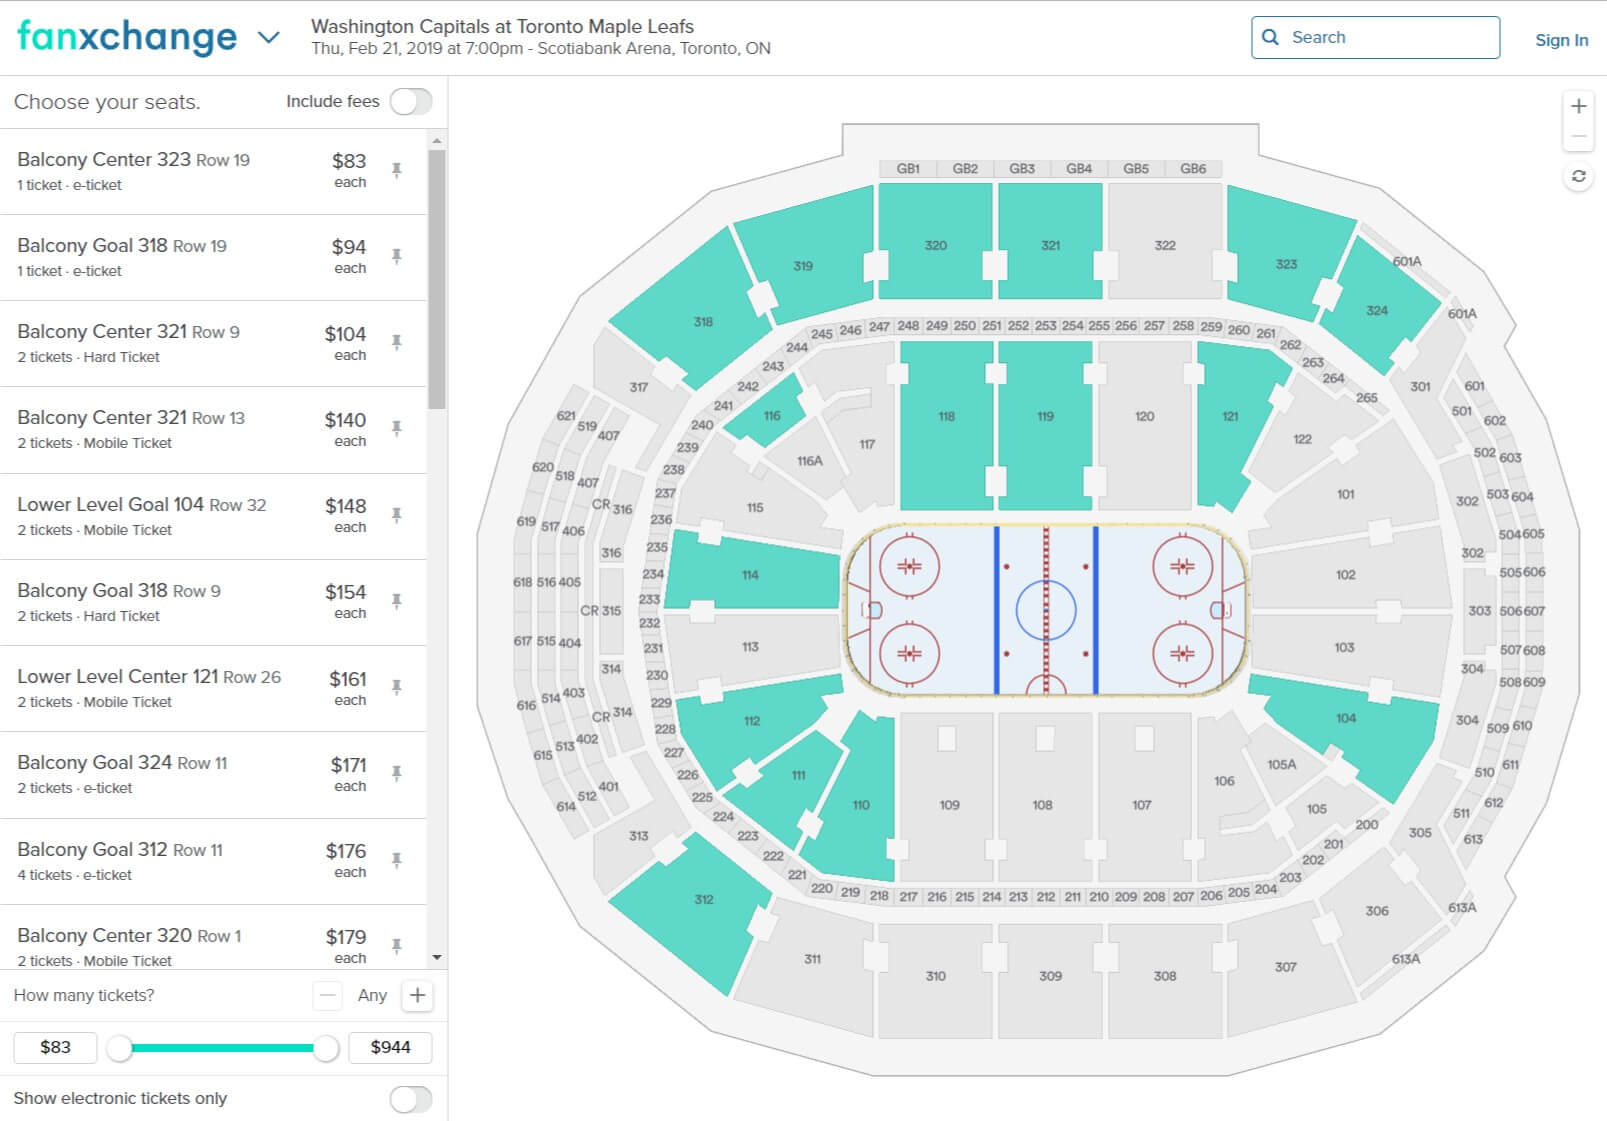 fanxchange
Washington Capitals at Toronto Maple Leafs
Thu, Feb 21, 2019 at 7:00pm - Scotiabank Arena, Toronto, ON
Search
Sign In
Choose your seats.
Include fees
Balcony Center 323 Row 19
$83
1 ticket · e-ticket
each
Balcony Goal 318 Row 19
$94
1 ticket · e-ticket
each
Balcony Center 321 Row 9
$104
2 tickets · Hard Ticket
each
Balcony Center 321 Row 13
$140
2 tickets · Mobile Ticket
each
Lower Level Goal 104 Row 32
$148
2 tickets · Mobile Ticket
each
Balcony Goal 318 Row 9
$154
2 tickets · Hard Ticket
each
Lower Level Center 121 Row 26
$161
2 tickets · Mobile Ticket
each
Balcony Goal 324 Row 11
$171
2 tickets · e-ticket
each
Balcony Goal 312 Row 11
$176
4 tickets · e-ticket
each
Balcony Center 320 Row 1
$179
2 tickets · Mobile Ticket
each
How many tickets?
Any
$83
$944
Show electronic tickets only
GB1 GB2 GB3 GB4 GB5 GB6
318 319 320 321 322 323 324
601A
601A
317
245 246 247 248 249 250 251 252 253 254 255 256 257 258 259 260 261
244 262
243 263
242 264
241 265
240
239
238
237
236
235
234
233
232
231
230
229
228
227
226
225
224
223
222
221
220 219 218 217 216 215 214 213 212 211 210 209 208 207 206 205 204
203
202
201
200
116 116A 117 118 119 120 121 122
115 101
114 102
113 103
112 104
111 110 109 108 107 106 105A 105
621 519 407
620 518 407
CR 316
619 517 406
316
618 516 405
CR 315
617 515 404
314
616 514 403
CR 314
615 513 402
614 512 401
313
312 311 310 309 308 307 306 305
301 601
501 602
502 603
302 503 604
504 605
302
505 606
303 506 607
507 608
304
508 609
304 509 610
510 611
511 612
613
613A
613A